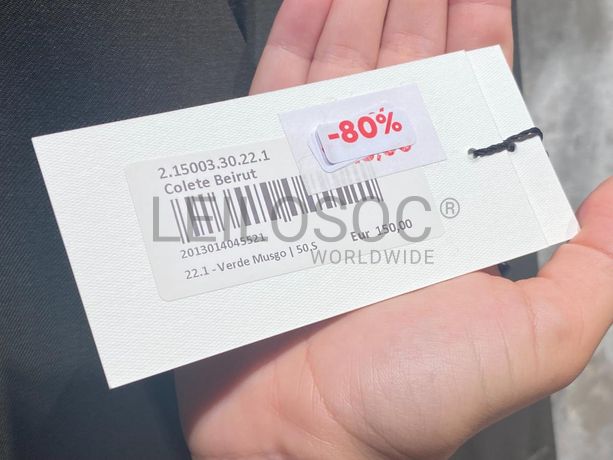 2.15003.30.22.1
Colete Beirut
-80%
2013014045521
Eur 150,00
22.1 - Verde Musgo | 50,S
LEILOSOC®
WORLDWIDE